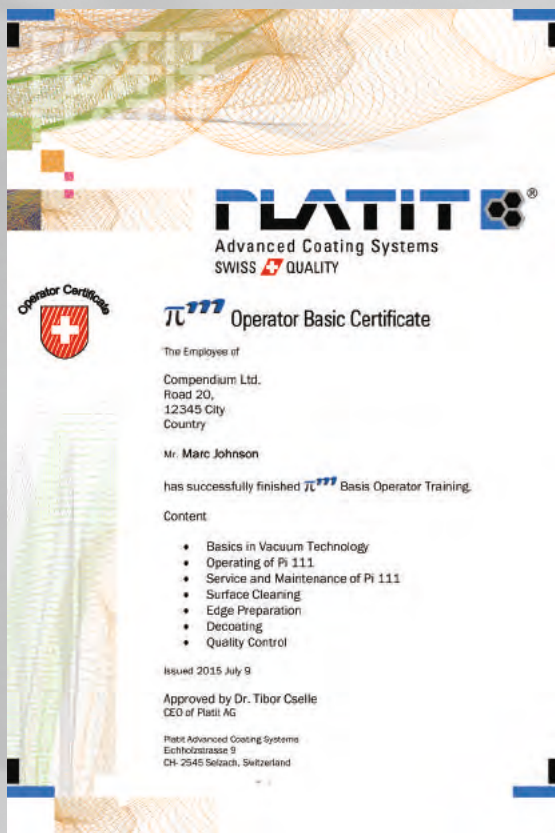 PLATIT
PLATIT ®
Advanced Coating Systems
SWISS QUALITY
Operator Certificate
π¹¹¹ Operator Basic Certificate
The Employee of
Compendium Ltd.
Road 20,
12345 City
Country
Mr. Marc Johnson
has successfully finished π¹¹¹ Basis Operator Training.
Content
• Basics in Vacuum Technology
• Operating of Pi 111
• Service and Maintenance of Pi 111
• Surface Cleaning
• Edge Preparation
• Decoating
• Quality Control
Issued 2015 July 9
Approved by Dr. Tibor Cselle
CEO of Platit AG
Platit Advanced Coating Systems
Eichholzstrasse 9
CH- 2545 Selzach, Switzerland